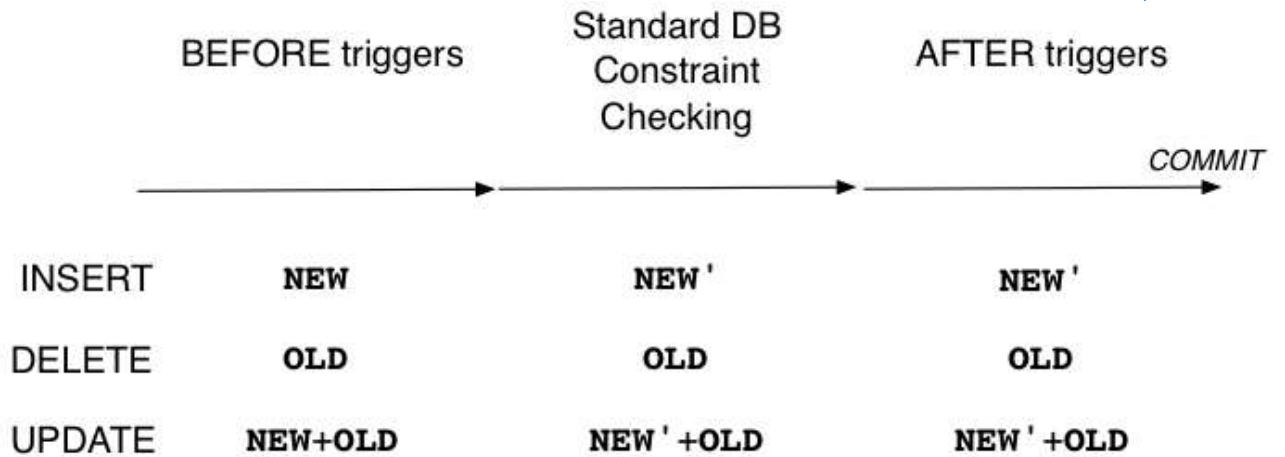 BEFORE triggers
Standard DB
Constraint
Checking
AFTER triggers
COMMIT
INSERT NEW NEW' NEW'
DELETE OLD OLD OLD
UPDATE NEW+OLD NEW'+OLD NEW'+OLD